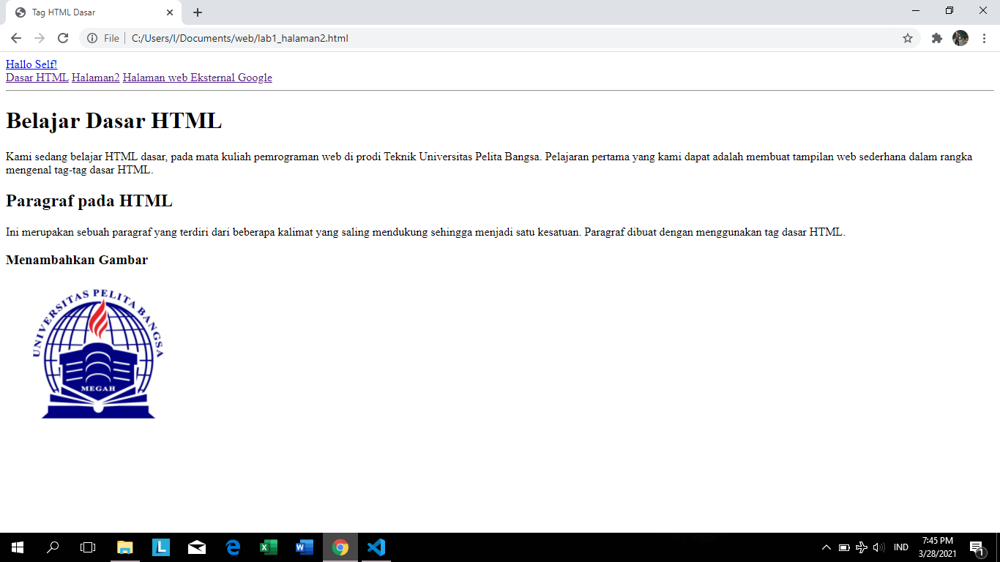 Tag HTML Dasar
File
C:/Users/I/Documents/web/lab1_halaman2.html
Hallo Self!
Dasar HTML Halaman2 Halaman web Eksternal Google
Belajar Dasar HTML
Kami sedang belajar HTML dasar, pada mata kuliah pemrograman web di prodi Teknik Universitas Pelita Bangsa. Pelajaran pertama yang kami dapat adalah membuat tampilan web sederhana dalam rangka
mengenal tag-tag dasar HTML.
Paragraf pada HTML
Ini merupakan sebuah paragraf yang terdiri dari beberapa kalimat yang saling mendukung sehingga menjadi satu kesatuan. Paragraf dibuat dengan menggunakan tag dasar HTML.
Menambahkan Gambar
UNIVERSITAS PELITA BANGSA
MEGAH
L
IND
7:45 PM
3/28/2021
1